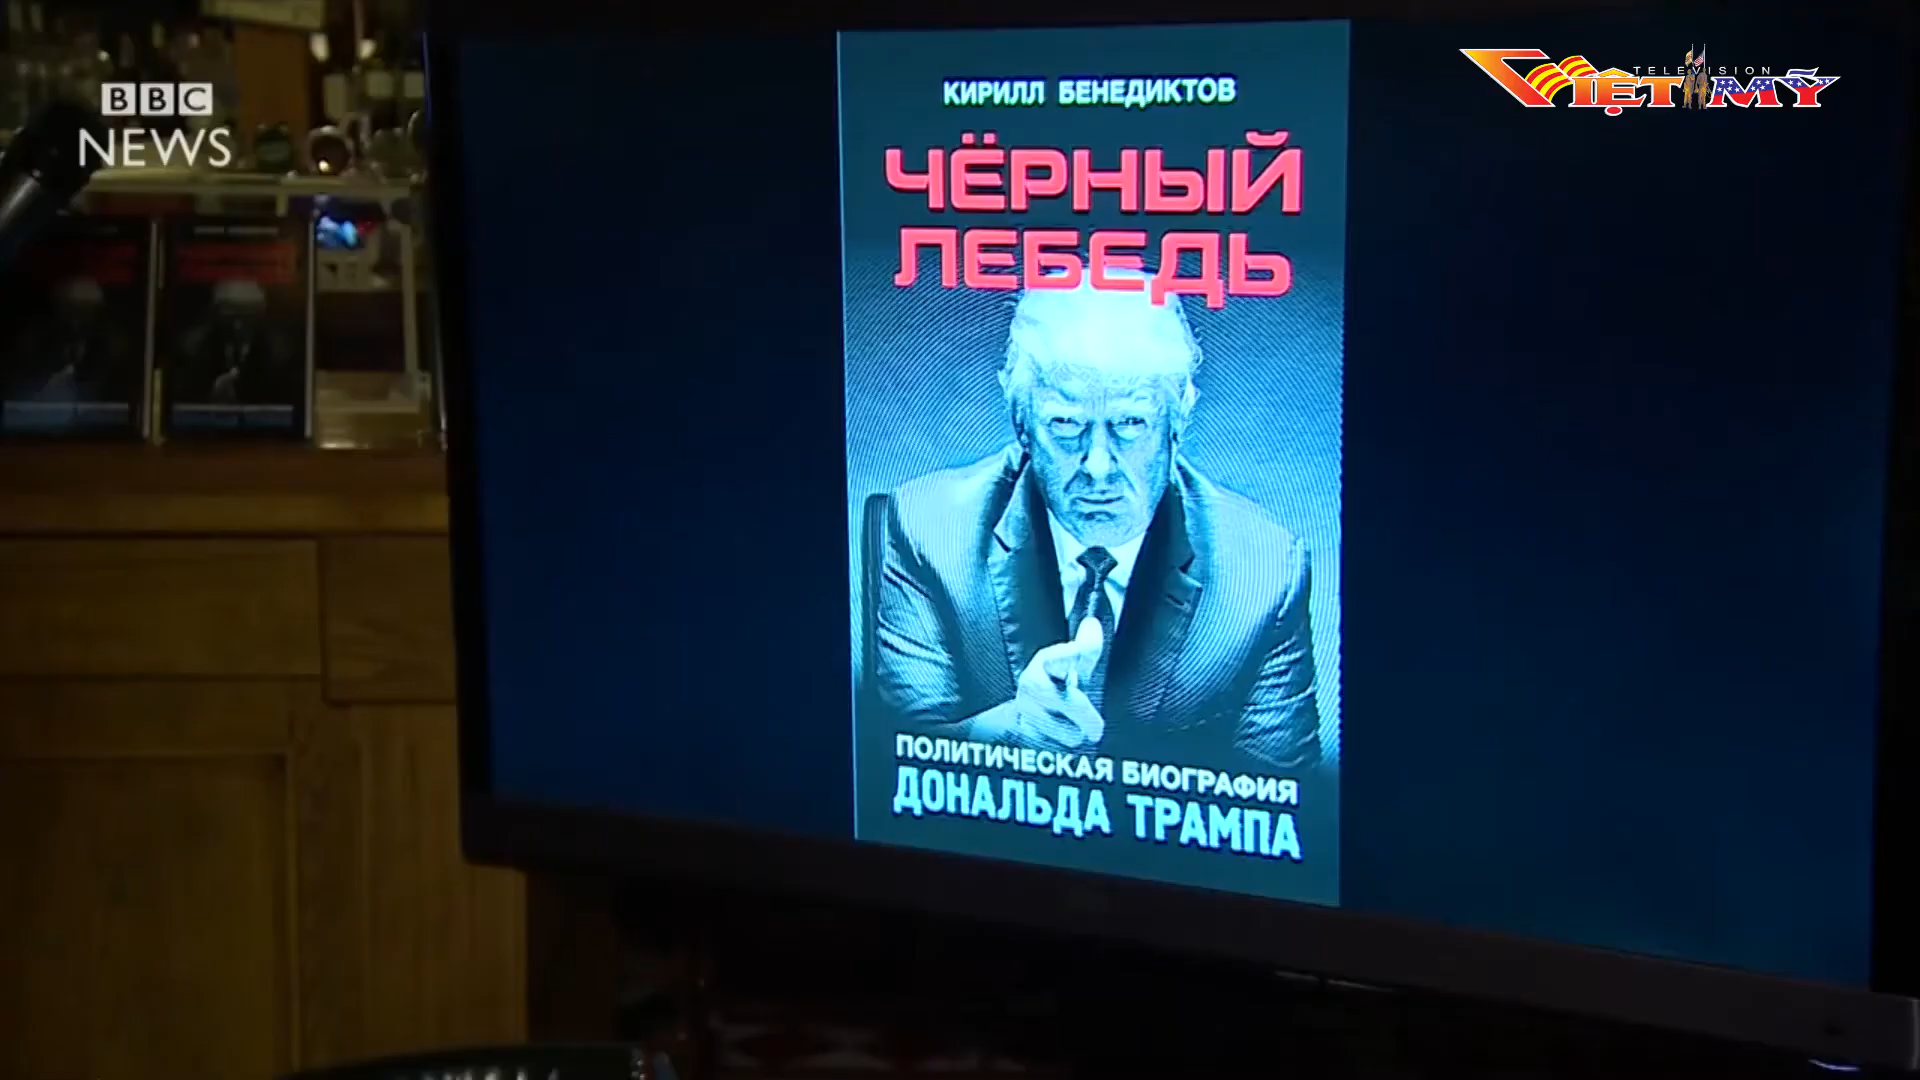 BBC
NEWS
TELEVISION
VIỆT MỸ
КИРИЛЛ БЕНЕДИКТОВ
ЧЁРНЫЙ
ЛЕБЕДЬ
ПОЛИТИЧЕСКАЯ БИОГРАФИЯ
ДОНАЛЬДА ТРАМПА